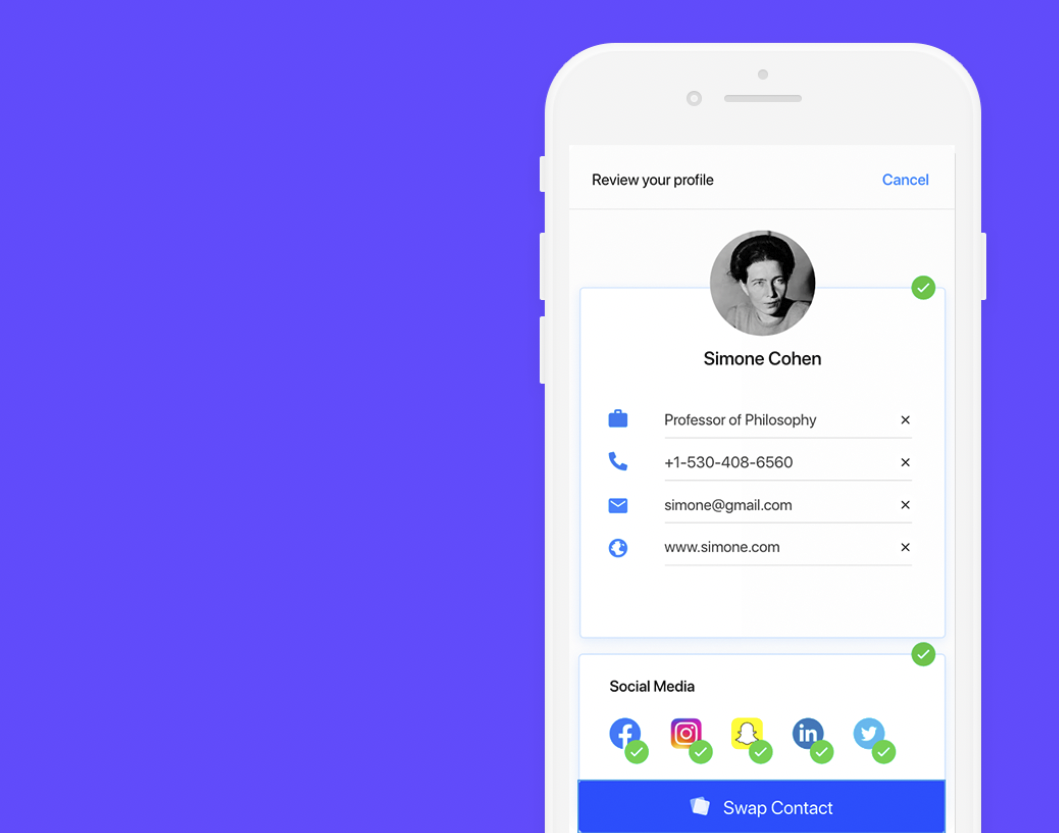 Review your profile
Cancel
Simone Cohen
Professor of Philosophy
+1-530-408-6560
simone@gmail.com
www.simone.com
Social Media
Swap Contact